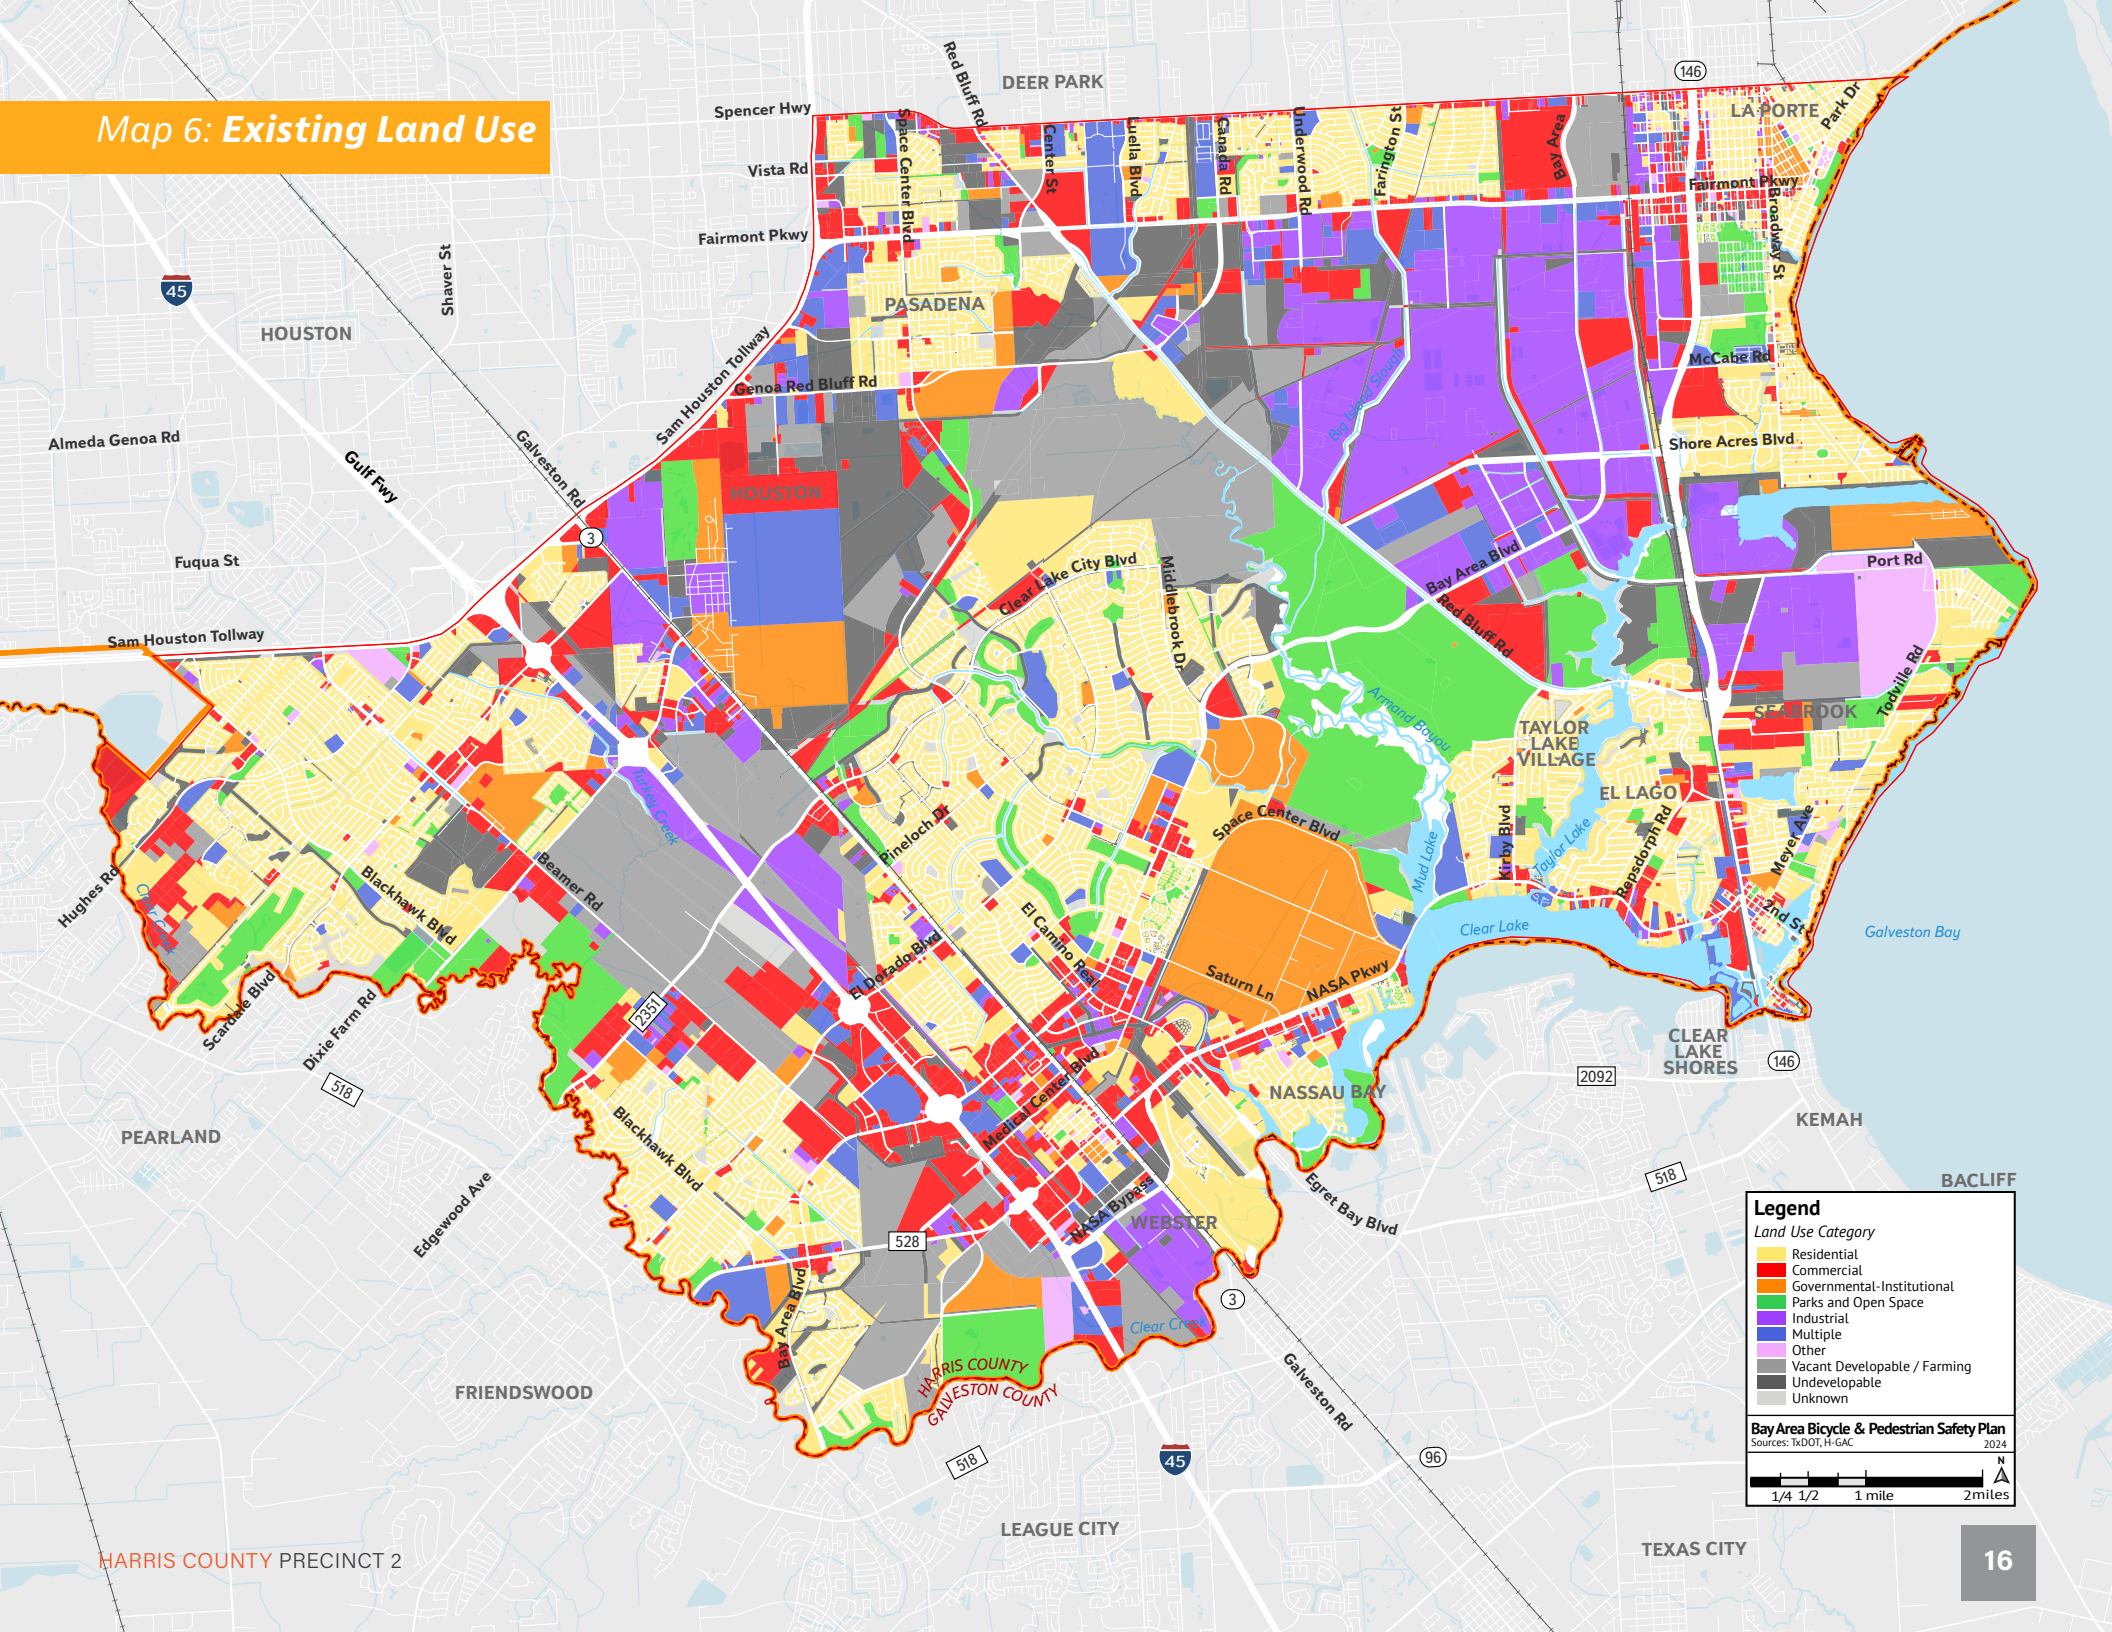 Map 6: Existing Land Use
DEER PARK
146
LA PORTE
Park Dr
Spencer Hwy
Red Bluff Rd
Space Center Blvd
Center St
Luella Blvd
Canada Rd
Underwood Rd
Farington St
Bay Area
Vista Rd
Fairmont Pkwy
Broadway St
Fairmont Pkwy
Shaver St
45
HOUSTON
PASADENA
Sam Houston Tollway
Genoa Red Bluff Rd
Big Island Slough
McCabe Rd
Almeda Genoa Rd
Gulf Fwy
Galveston Rd
Shore Acres Blvd
HOUSTON
3
Fuqua St
Clear Lake City Blvd
Middlebrook Dr
Bay Area Blvd
Red Bluff Rd
Port Rd
Sam Houston Tollway
Todville Rd
Armand Bayou
SEABROOK
TAYLOR
LAKE
VILLAGE
EL LAGO
Turkey Creek
Pineloch Dr
Space Center Blvd
Mud Lake
Kirby Blvd
Taylor Lake
Repsdorph Rd
Meyer Ave
Hughes Rd
Clear Creek
Blackhawk Blvd
Beamer Rd
El Camino Real
2nd St
Clear Lake
Galveston Bay
El Dorado Blvd
Saturn Ln
NASA Pkwy
Scarsdale Blvd
Dixie Farm Rd
2351
518
CLEAR
LAKE
SHORES
146
2092
Medical Center Blvd
NASSAU BAY
KEMAH
PEARLAND
Blackhawk Blvd
Edgewood Ave
NASA Bypass
WEBSTER
Egret Bay Blvd
518
BACLIFF
528
3
Bay Area Blvd
Clear Creek
HARRIS COUNTY
GALVESTON COUNTY
Galveston Rd
FRIENDSWOOD
518
45
96
LEAGUE CITY
TEXAS CITY
Legend
Land Use Category
Residential
Commercial
Governmental-Institutional
Parks and Open Space
Industrial
Multiple
Other
Vacant Developable / Farming
Undevelopable
Unknown
Bay Area Bicycle & Pedestrian Safety Plan
Sources: TxDOT, H-GAC 2024
N
1/4 1/2 1 mile 2miles
HARRIS COUNTY PRECINCT 2
16